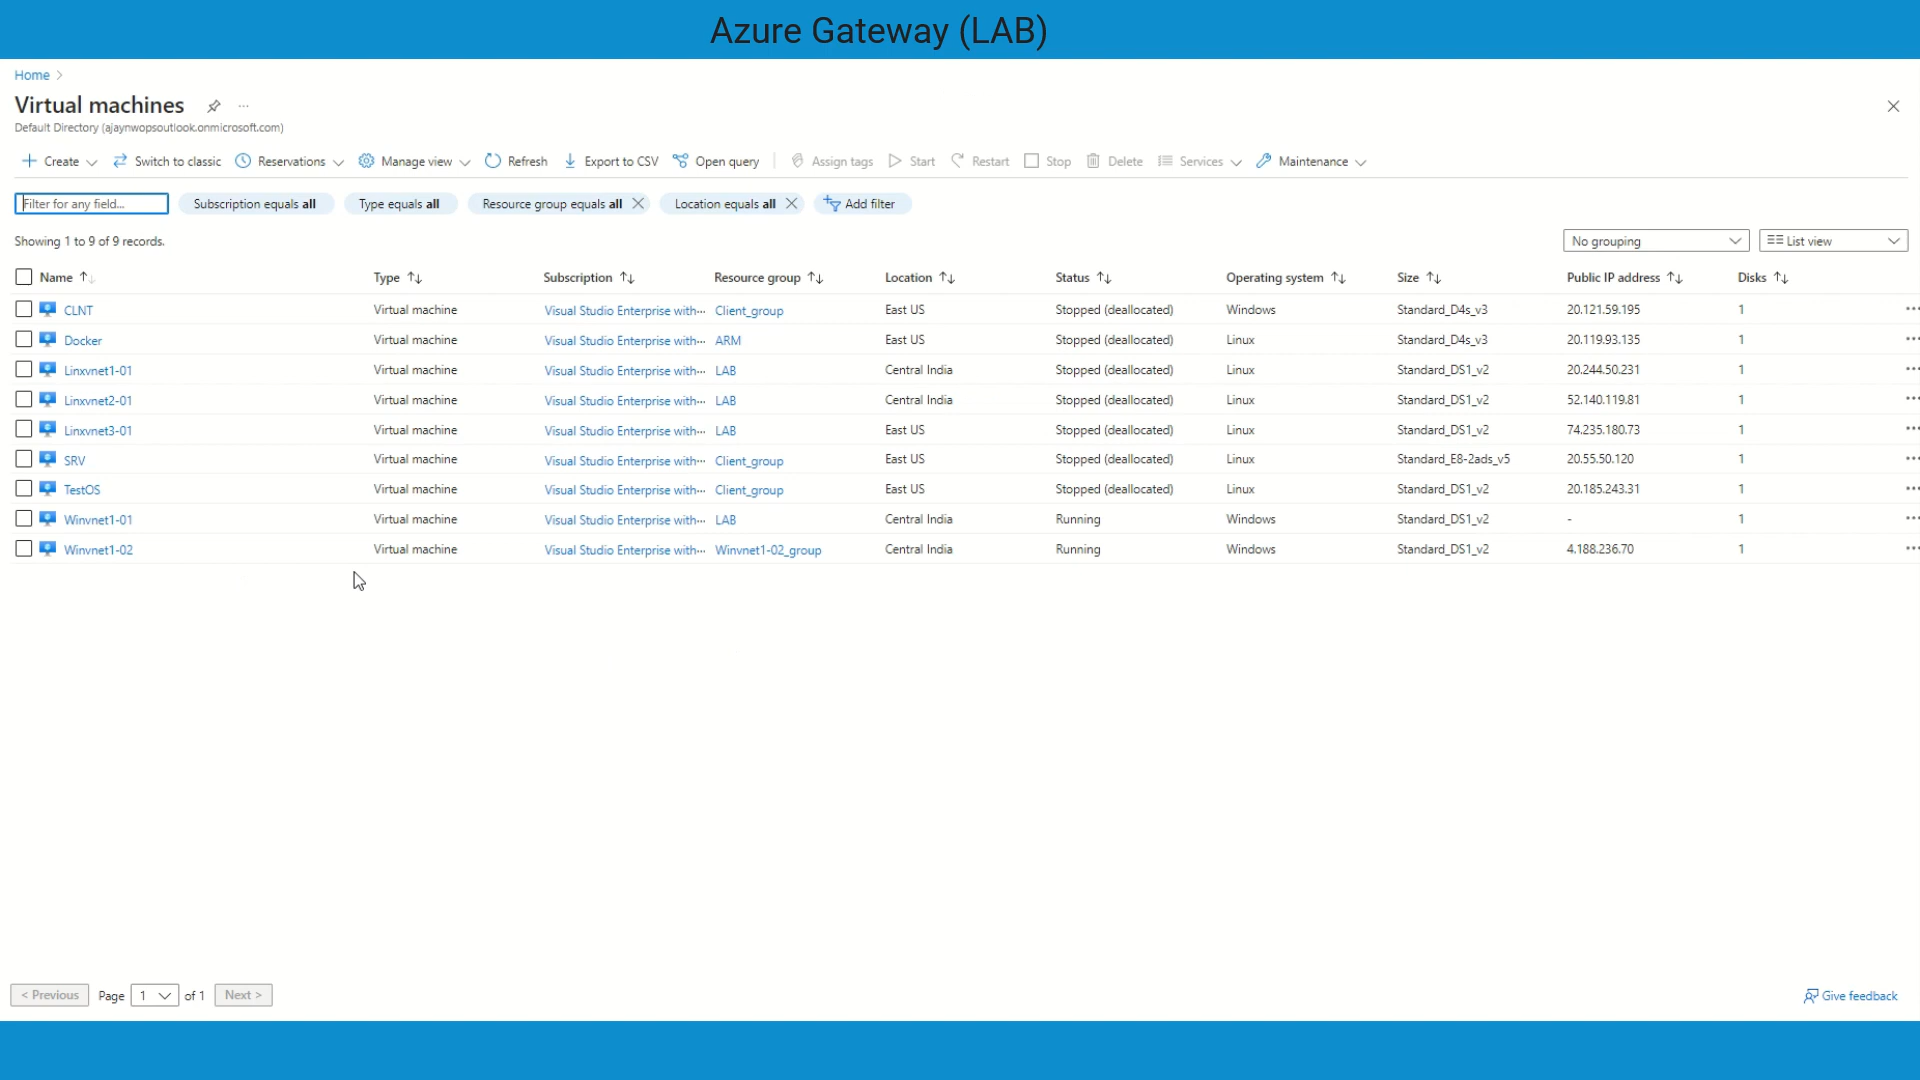 Azure Gateway (LAB)
Home
Virtual machines
Default Directory (ajaynwopsoutlook.onmicrosoft.com)
Create Switch to classic Reservations Manage view Refresh Export to CSV Open query Assign tags Start Restart Stop Delete Services Maintenance
Filter for any field... Subscription equals all Type equals all Resource group equals all Location equals all Add filter
Showing 1 to 9 of 9 records. No grouping List view
Name Type Subscription Resource group Location Status Operating system Size Public IP address Disks
CLNT Virtual machine Visual Studio Enterprise with··· Client_group East US Stopped (deallocated) Windows Standard_D4s_v3 20.121.59.195 1
Docker Virtual machine Visual Studio Enterprise with··· ARM East US Stopped (deallocated) Linux Standard_D4s_v3 20.119.93.135 1
Linxvnet1-01 Virtual machine Visual Studio Enterprise with··· LAB Central India Stopped (deallocated) Linux Standard_DS1_v2 20.244.50.231 1
Linxvnet2-01 Virtual machine Visual Studio Enterprise with··· LAB Central India Stopped (deallocated) Linux Standard_DS1_v2 52.140.119.81 1
Linxvnet3-01 Virtual machine Visual Studio Enterprise with··· LAB East US Stopped (deallocated) Linux Standard_DS1_v2 74.235.180.73 1
SRV Virtual machine Visual Studio Enterprise with··· Client_group East US Stopped (deallocated) Linux Standard_E8-2ads_v5 20.55.50.120 1
TestOS Virtual machine Visual Studio Enterprise with··· Client_group East US Stopped (deallocated) Linux Standard_DS1_v2 20.185.243.31 1
Winvnet1-01 Virtual machine Visual Studio Enterprise with··· LAB Central India Running Windows Standard_DS1_v2 - 1
Winvnet1-02 Virtual machine Visual Studio Enterprise with··· Winvnet1-02_group Central India Running Windows Standard_DS1_v2 4.188.236.70 1
< Previous Page 1 of 1 Next > Give feedback